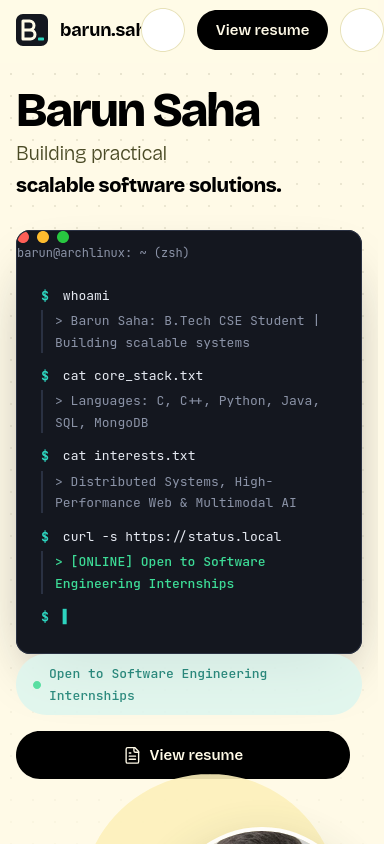 B_
barun.sah
View resume
Barun Saha
Building practical
scalable software solutions.
barun@archlinux: ~ (zsh)
$ whoami
> Barun Saha: B.Tech CSE Student |
Building scalable systems
$ cat core_stack.txt
> Languages: C, C++, Python, Java,
SQL, MongoDB
$ cat interests.txt
> Distributed Systems, High-
Performance Web & Multimodal AI
$ curl -s https://status.local
> [ONLINE] Open to Software
Engineering Internships
$
Open to Software Engineering
Internships
View resume